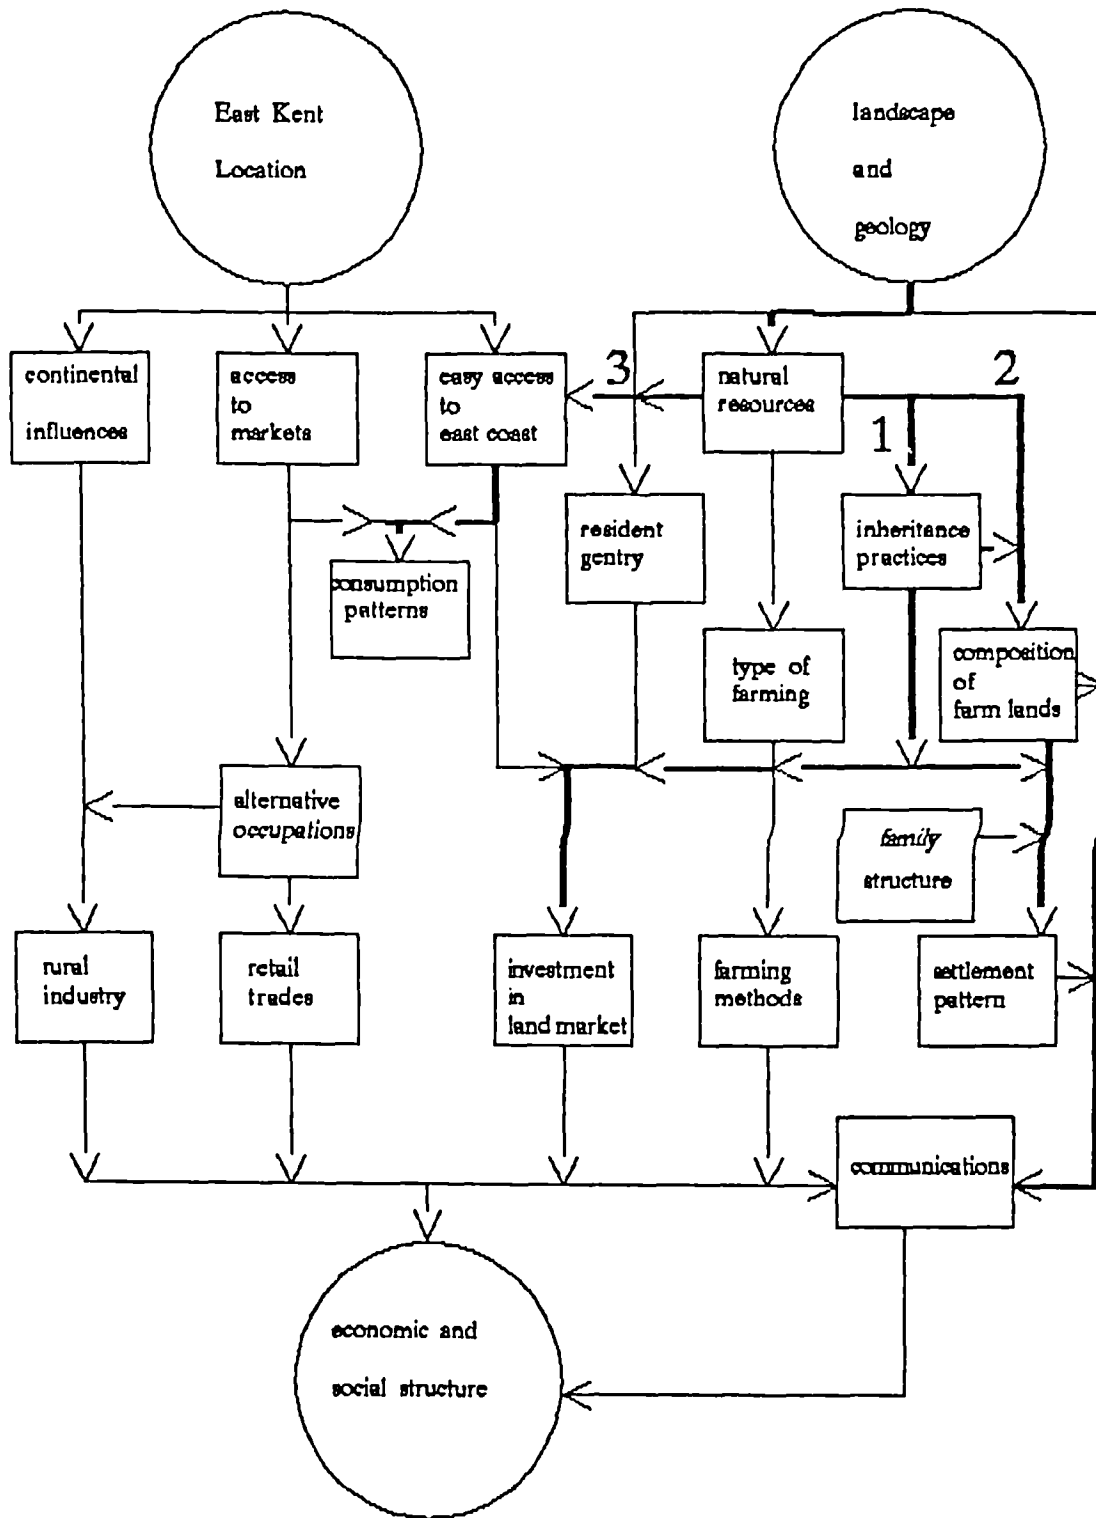 East Kent
Location
landscape
and
geology
continental
influences
access
to
markets
easy access
to
east coast
3
natural
resources
2
1
resident
gentry
inheritance
practices
consumption
patterns
type of
farming
composition
of
farm lands
alternative
occupations
family
structure
rural
industry
retail
trades
investment
in
land market
farming
methods
settlement
pattern
communications
economic and
social structure